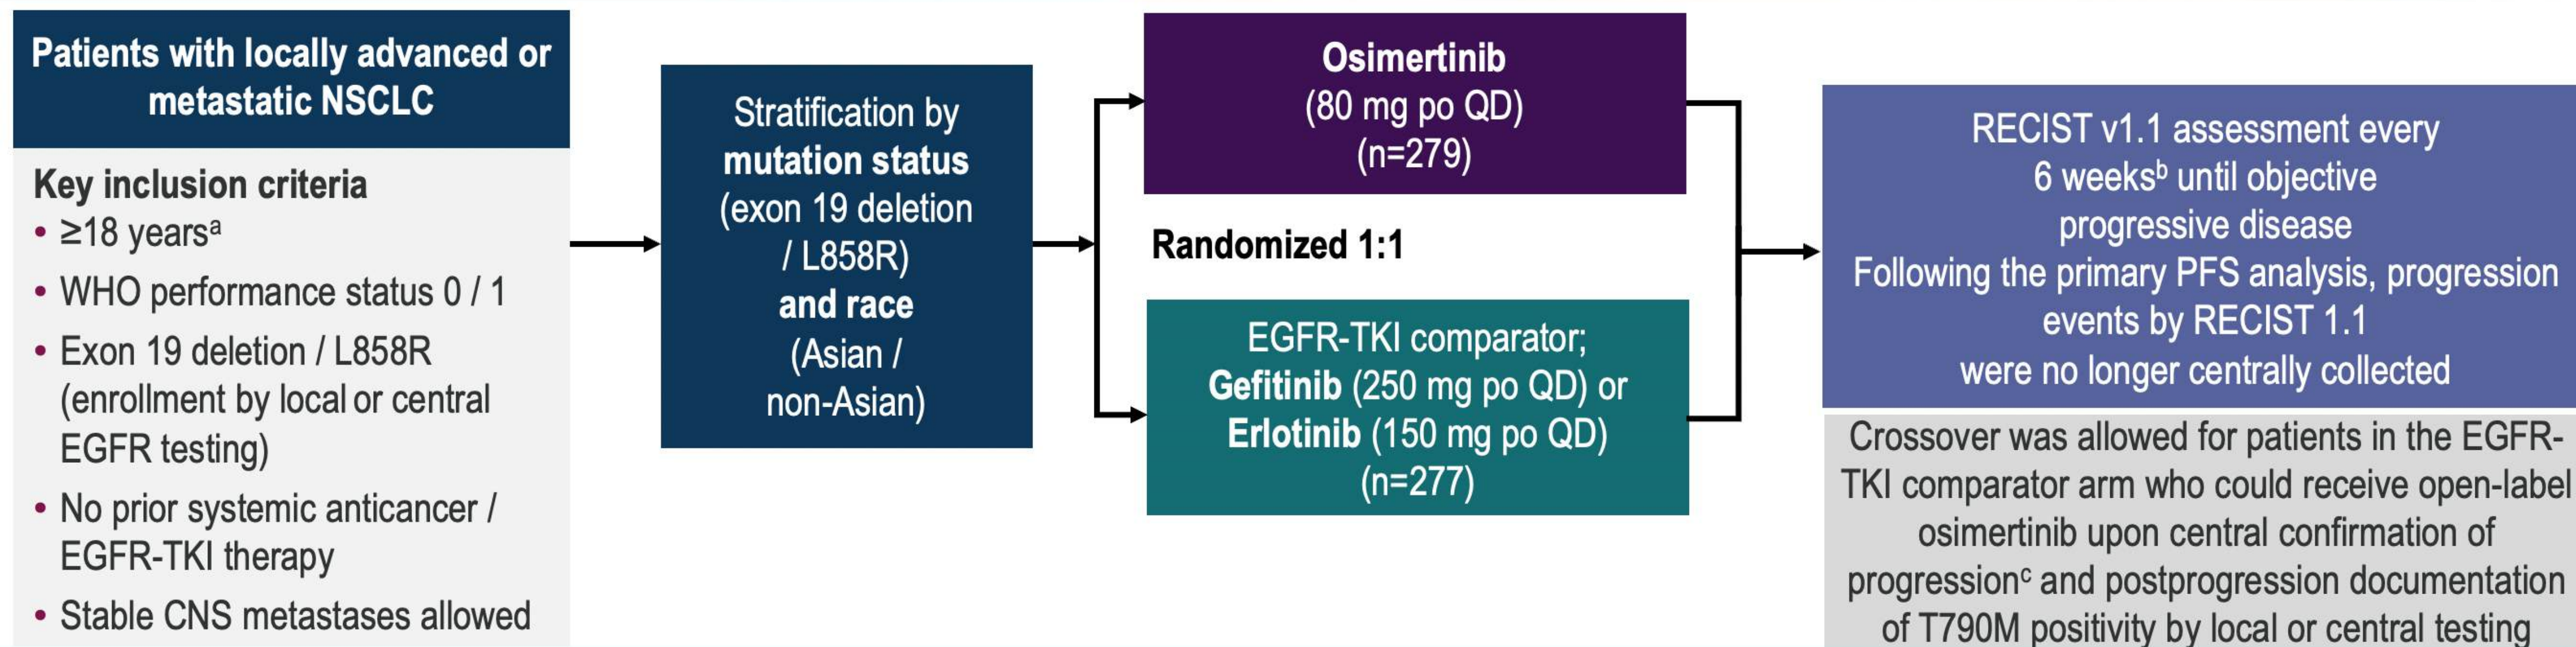 Patients with locally advanced or
metastatic NSCLC
Key inclusion criteria
• ≥18 yearsᵃ
• WHO performance status 0 / 1
• Exon 19 deletion / L858R
(enrollment by local or central
EGFR testing)
• No prior systemic anticancer /
EGFR-TKI therapy
• Stable CNS metastases allowed
Stratification by
mutation status
(exon 19 deletion
/ L858R)
and race
(Asian /
non-Asian)
Osimertinib
(80 mg po QD)
(n=279)
Randomized 1:1
EGFR-TKI comparator;
Gefitinib (250 mg po QD) or
Erlotinib (150 mg po QD)
(n=277)
RECIST v1.1 assessment every
6 weeksᵇ until objective
progressive disease
Following the primary PFS analysis, progression
events by RECIST 1.1
were no longer centrally collected
Crossover was allowed for patients in the EGFR-
TKI comparator arm who could receive open-label
osimertinib upon central confirmation of
progressionᶜ and postprogression documentation
of T790M positivity by local or central testing